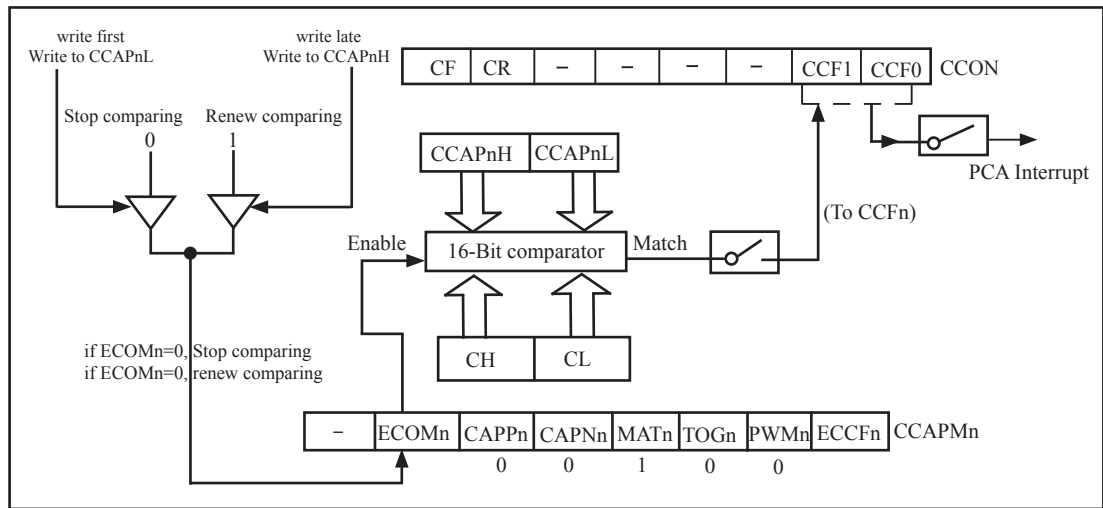 write first
Write to CCAPnL
write late
Write to CCAPnH
CF CR – – – – CCF1 CCF0 CCON
Stop comparing
0
Renew comparing
1
CCAPnH CCAPnL
PCA Interrupt
(To CCFn)
Enable
16-Bit comparator
Match
CH CL
if ECOMn=0, Stop comparing
if ECOMn=0, renew comparing
– ECOMn CAPPn CAPNn MATn TOGn PWMn ECCFn CCAPMn
0 0 1 0 0